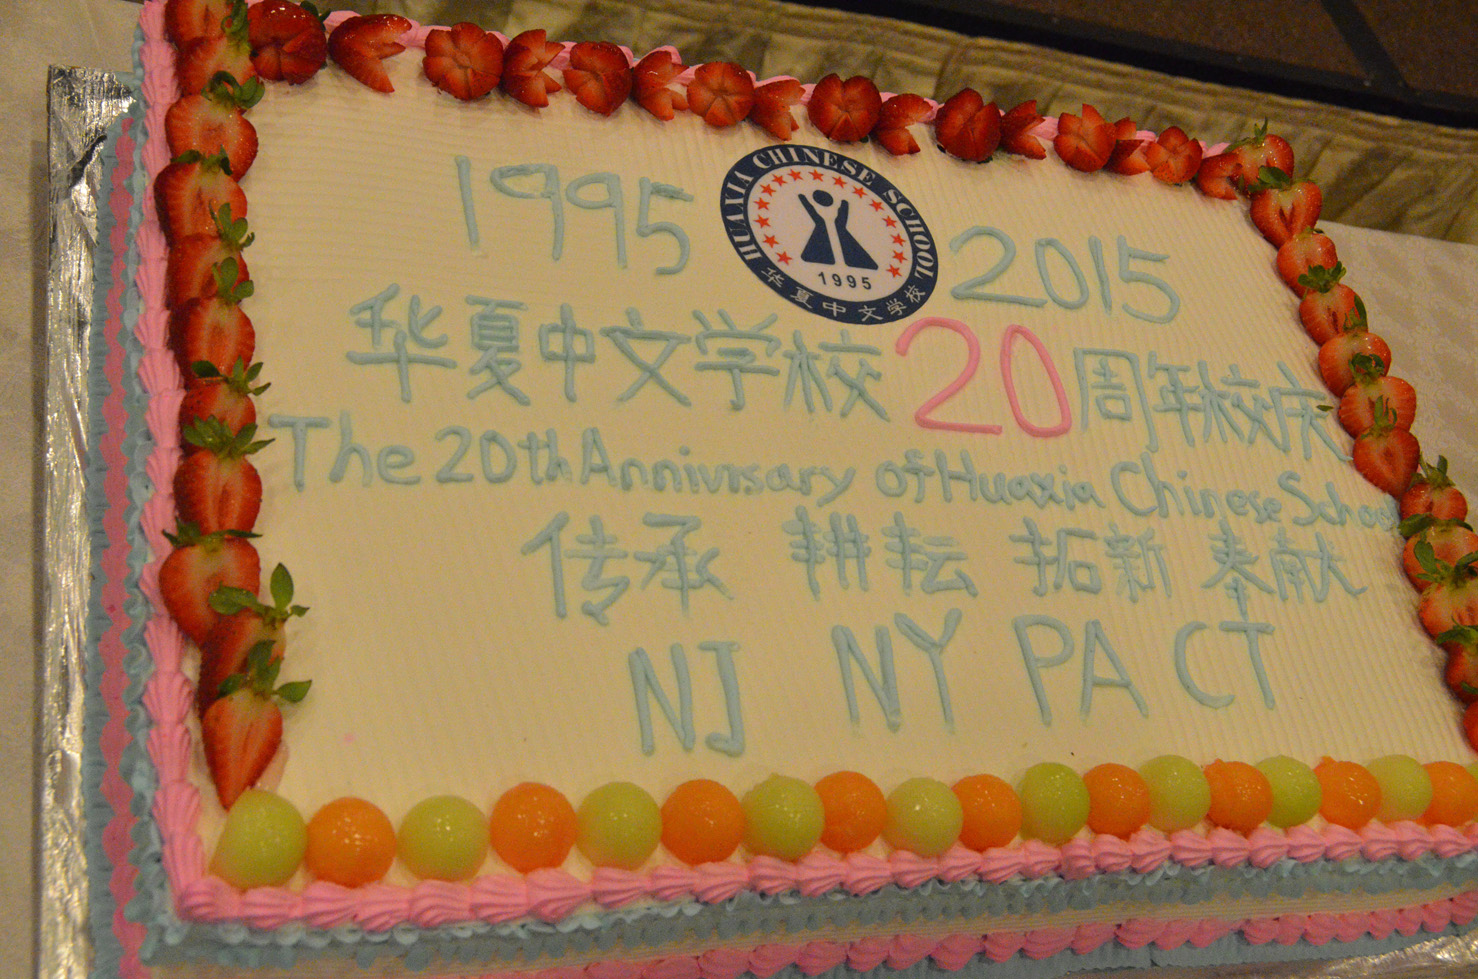 1995 2015
HUAXIA CHINESE SCHOOL
1995
华夏中文学校
华夏中文学校20周年校庆
The 20th Annivrsary of Huaxia Chinese School
传承 耕耘 拓新 奉献
NJ NY PA CT